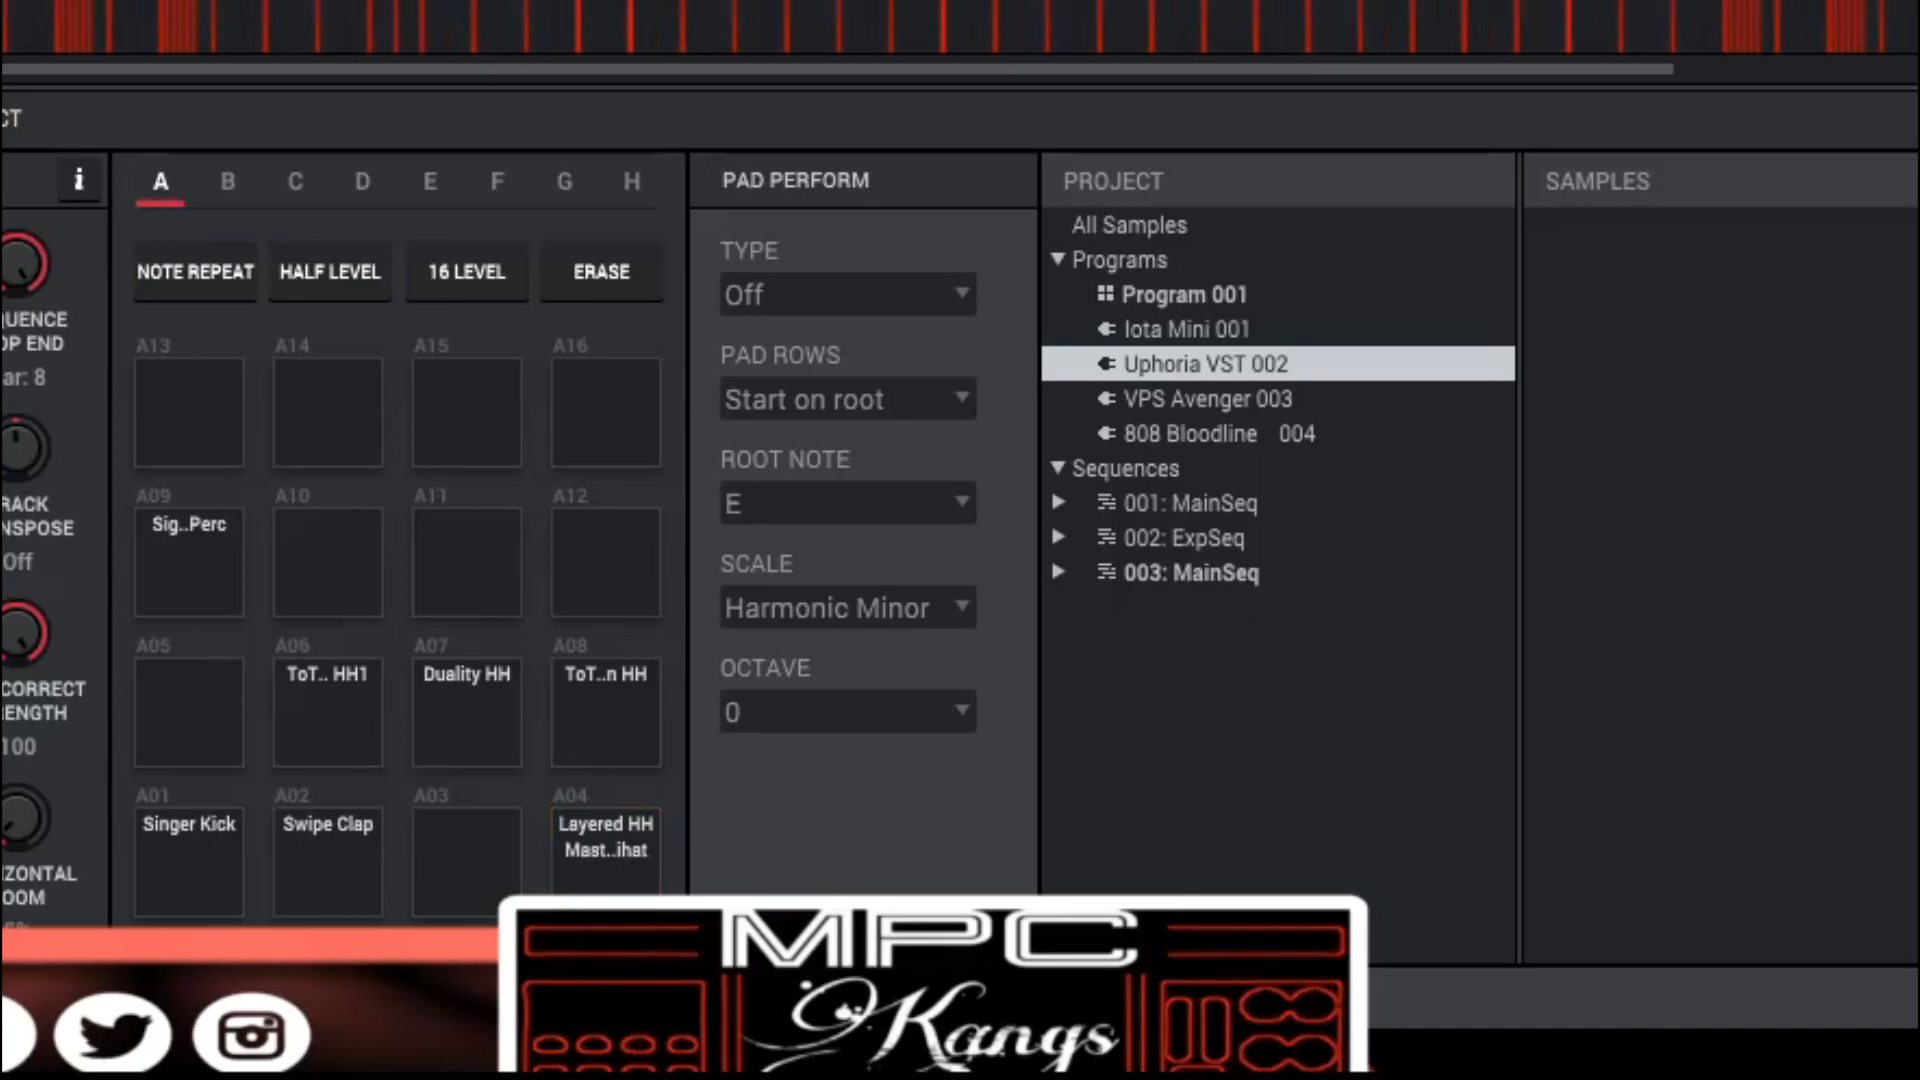 CT
i
A B C D E F G H
PAD PERFORM
PROJECT
SAMPLES
NOTE REPEAT
HALF LEVEL
16 LEVEL
ERASE
UENCE
OP END
ar: 8
RACK
NSPOSE
Off
CORRECT
ENGTH
100
ZONTAL
OOM
A13
A14
A15
A16
A09
Sig..Perc
A10
A11
A12
A05
A06
ToT.. HH1
A07
Duality HH
A08
ToT..n HH
A01
Singer Kick
A02
Swipe Clap
A03
A04
Layered HH
Mast..ihat
TYPE
Off
PAD ROWS
Start on root
ROOT NOTE
E
SCALE
Harmonic Minor
OCTAVE
0
All Samples
Programs
Program 001
Iota Mini 001
Uphoria VST 002
VPS Avenger 003
808 Bloodline 004
Sequences
001: MainSeq
002: ExpSeq
003: MainSeq
MPC
Kangs